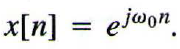 x[n] = e^{jω₀n}.